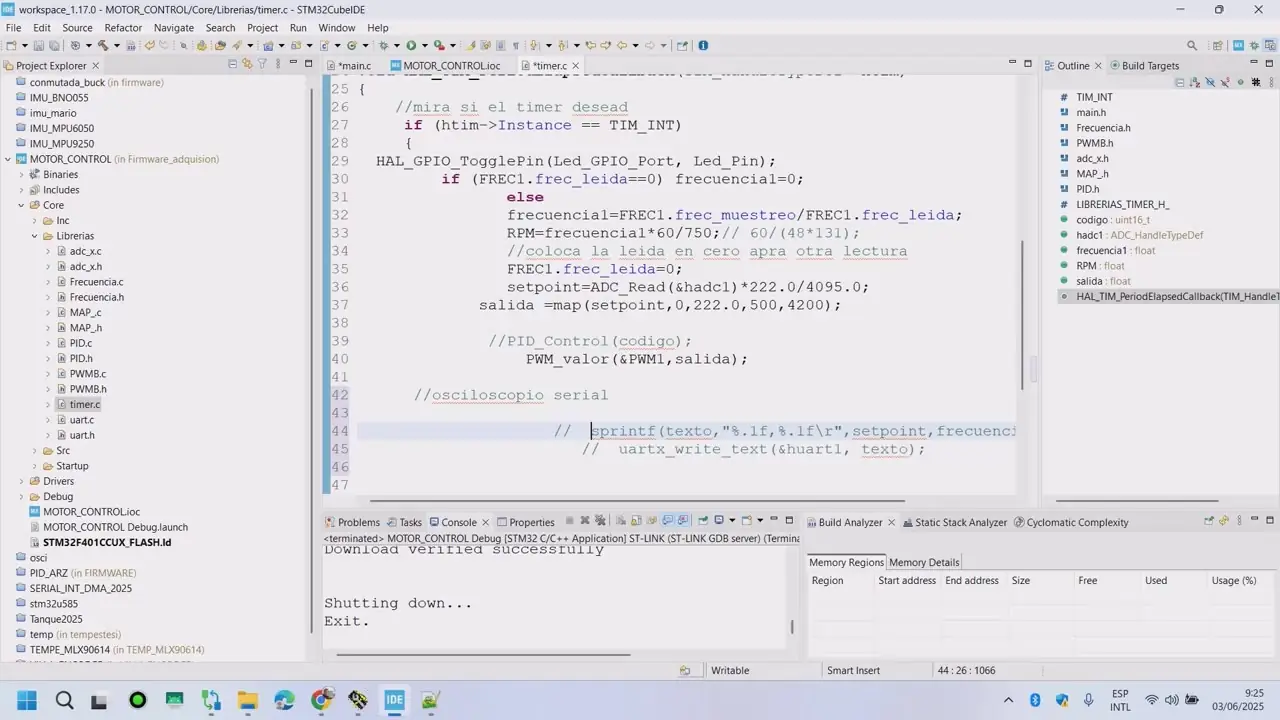 workspace_1.17.0 - MOTOR_CONTROL/Core/Librerias/timer.c - STM32CubeIDE
File Edit Source Refactor Navigate Search Project Run Window Help
Project Explorer
conmutada_buck (in firmware)
IMU_BNO055
imu_mario
IMU_MPU6050
IMU_MPU9250
MOTOR_CONTROL (in Firmware_adquision)
Binaries
Includes
Core
Inc
Librerias
adc_x.c
adc_x.h
Frecuencia.c
Frecuencia.h
MAP_.c
MAP_.h
PID.c
PID.h
PWMB.c
PWMB.h
timer.c
uart.c
uart.h
Src
Startup
Drivers
Debug
MOTOR_CONTROL.ioc
MOTOR_CONTROL Debug.launch
STM32F401CCUX_FLASH.ld
osci
PID_ARZ (in FIRMWARE)
SERIAL_INT_DMA_2025
stm32u585
Tanque2025
temp (in tempestesi)
TEMPE_MLX90614 (in TEMP_MLX90614)
*main.c MOTOR_CONTROL.ioc *timer.c
25 {
26 //mira si el timer desead
27 if (htim->Instance == TIM_INT)
28 {
29 HAL_GPIO_TogglePin(Led_GPIO_Port, Led_Pin);
30 if (FREC1.frec_leida==0) frecuencia1=0;
31 else
32 frecuencia1=FREC1.frec_muestreo/FREC1.frec_leida;
33 RPM=frecuencia1*60/750;// 60/(48*131);
34 //coloca la leida en cero apra otra lectura
35 FREC1.frec_leida=0;
36 setpoint=ADC_Read(&hadc1)*222.0/4095.0;
37 salida =map(setpoint,0,222.0,500,4200);
38
39 //PID_Control(codigo);
40 PWM_valor(&PWM1,salida);
41
42 //osciloscopio serial
43
44 // sprintf(texto,"%.1f,%.1f\r",setpoint,frecuenci
45 // uartx_write_text(&huart1, texto);
46
47
Outline Build Targets
TIM_INT
main.h
Frecuencia.h
PWMB.h
adc_x.h
MAP_.h
PID.h
LIBRERIAS_TIMER_H_
codigo : uint16_t
hadc1 : ADC_HandleTypeDef
frecuencia1 : float
RPM : float
salida : float
HAL_TIM_PeriodElapsedCallback(TIM_HandleT
Problems Tasks Console Properties
<terminated> MOTOR_CONTROL Debug [STM32 C/C++ Application] ST-LINK (ST-LINK GDB server) (Termina
Download verified successfully
Shutting down...
Exit.
Build Analyzer Static Stack Analyzer Cyclomatic Complexity
Memory Regions Memory Details
Region Start address End address Size Free Used Usage (%)
Writable Smart Insert 44 : 26 : 1066
IDE
ESP
INTL
9:25
03/06/2025